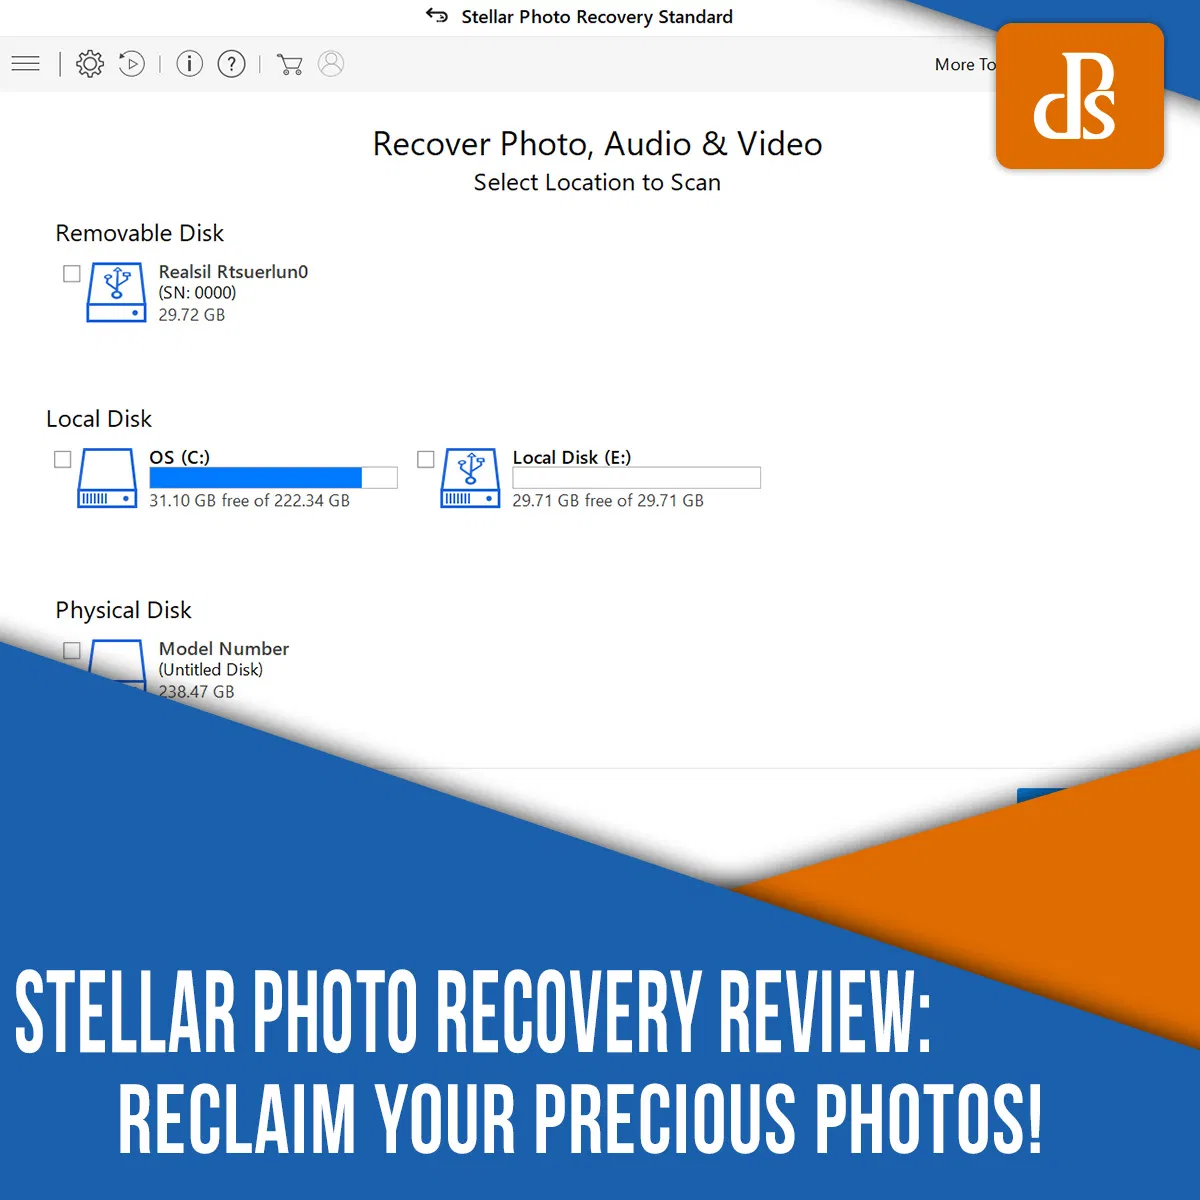 Stellar Photo Recovery Standard
More To
dPs
Recover Photo, Audio & Video
Select Location to Scan
Removable Disk
Realsil Rtsuerlun0
(SN: 0000)
29.72 GB
Local Disk
OS (C:)
31.10 GB free of 222.34 GB
Local Disk (E:)
29.71 GB free of 29.71 GB
Physical Disk
Model Number
(Untitled Disk)
238.47 GB
STELLAR PHOTO RECOVERY REVIEW:
RECLAIM YOUR PRECIOUS PHOTOS!